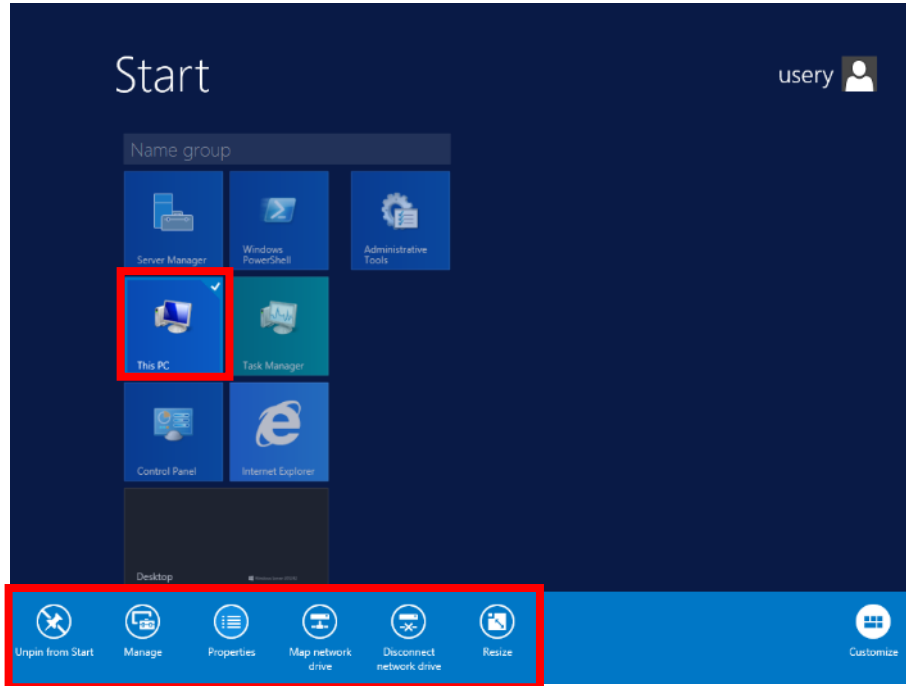 Start
usery
Name group
Server Manager
Windows
PowerShell
Administrative
Tools
This PC
Task Manager
Control Panel
Internet Explorer
Desktop
Unpin from Start
Manage
Properties
Map network
drive
Disconnect
network drive
Resize
Customize